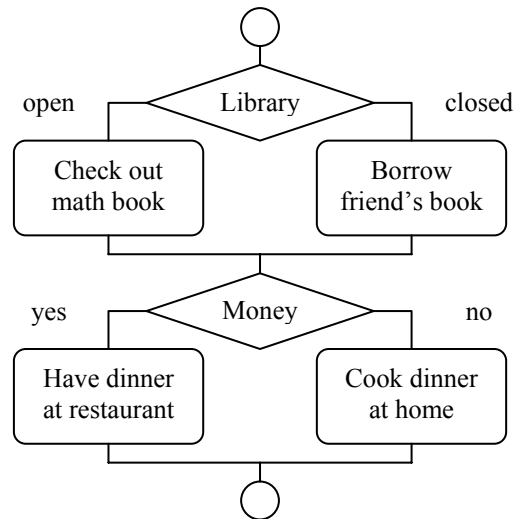 Library
open
closed
Check out
math book
Borrow
friend’s book
Money
yes
no
Have dinner
at restaurant
Cook dinner
at home